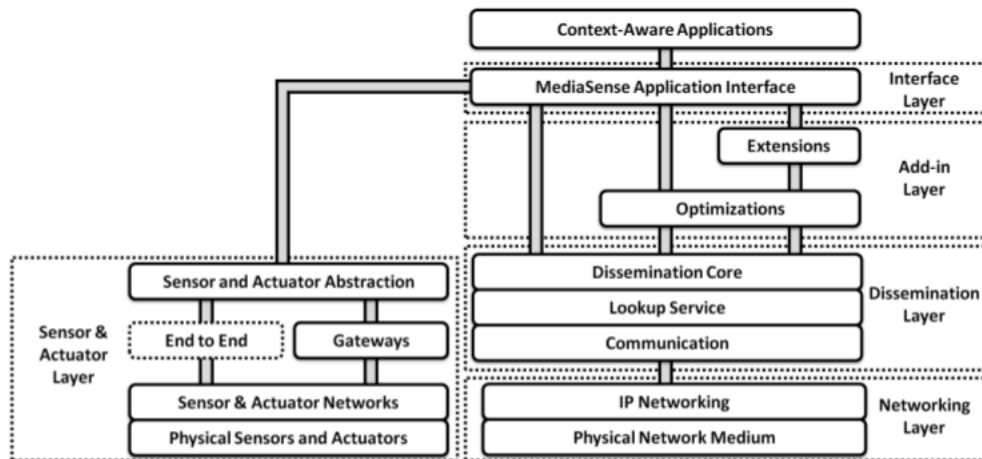 Context-Aware Applications
MediaSense Application Interface
Interface
Layer
Extensions
Add-in
Layer
Optimizations
Sensor and Actuator Abstraction
Dissemination Core
Lookup Service
Dissemination
Layer
Sensor &
Actuator
Layer
End to End
Gateways
Communication
Sensor & Actuator Networks
Physical Sensors and Actuators
IP Networking
Physical Network Medium
Networking
Layer